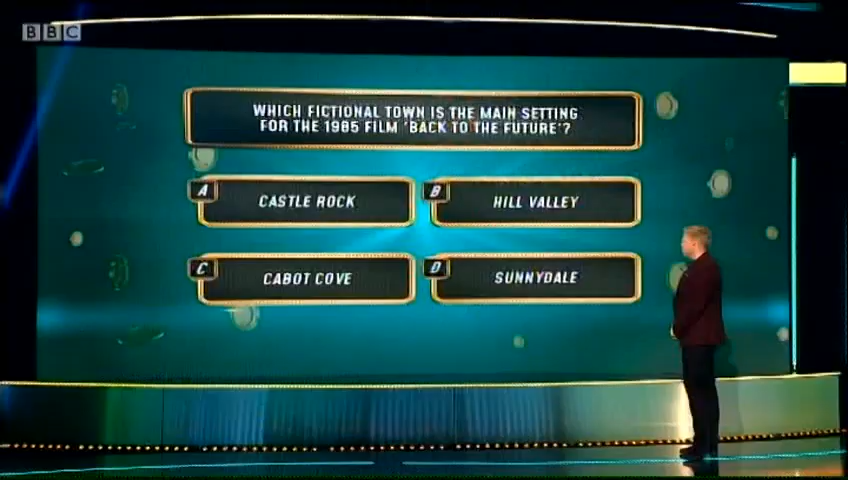 BBC
WHICH FICTIONAL TOWN IS THE MAIN SETTING
FOR THE 1985 FILM 'BACK TO THE FUTURE'?
A CASTLE ROCK
B HILL VALLEY
C CABOT COVE
D SUNNYDALE